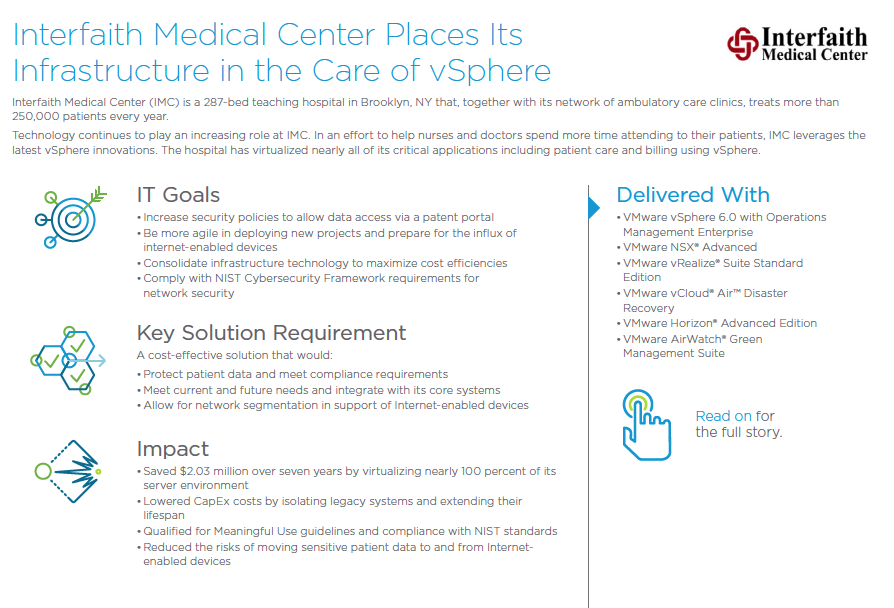 Interfaith Medical Center Places Its
Infrastructure in the Care of vSphere
Interfaith
Medical Center
Interfaith Medical Center (IMC) is a 287-bed teaching hospital in Brooklyn, NY that, together with its network of ambulatory care clinics, treats more than
250,000 patients every year.
Technology continues to play an increasing role at IMC. In an effort to help nurses and doctors spend more time attending to their patients, IMC leverages the
latest vSphere innovations. The hospital has virtualized nearly all of its critical applications including patient care and billing using vSphere.
IT Goals
• Increase security policies to allow data access via a patent portal
• Be more agile in deploying new projects and prepare for the influx of
internet-enabled devices
• Consolidate infrastructure technology to maximize cost efficiencies
• Comply with NIST Cybersecurity Framework requirements for
network security
Key Solution Requirement
A cost-effective solution that would:
• Protect patient data and meet compliance requirements
• Meet current and future needs and integrate with its core systems
• Allow for network segmentation in support of Internet-enabled devices
Impact
• Saved $2.03 million over seven years by virtualizing nearly 100 percent of its
server environment
• Lowered CapEx costs by isolating legacy systems and extending their
lifespan
• Qualified for Meaningful Use guidelines and compliance with NIST standards
• Reduced the risks of moving sensitive patient data to and from Internet-
enabled devices
Delivered With
• VMware vSphere 6.0 with Operations
Management Enterprise
• VMware NSX® Advanced
• VMware vRealize® Suite Standard
Edition
• VMware vCloud® Air™ Disaster
Recovery
• VMware Horizon® Advanced Edition
• VMware AirWatch® Green
Management Suite
Read on for
the full story.